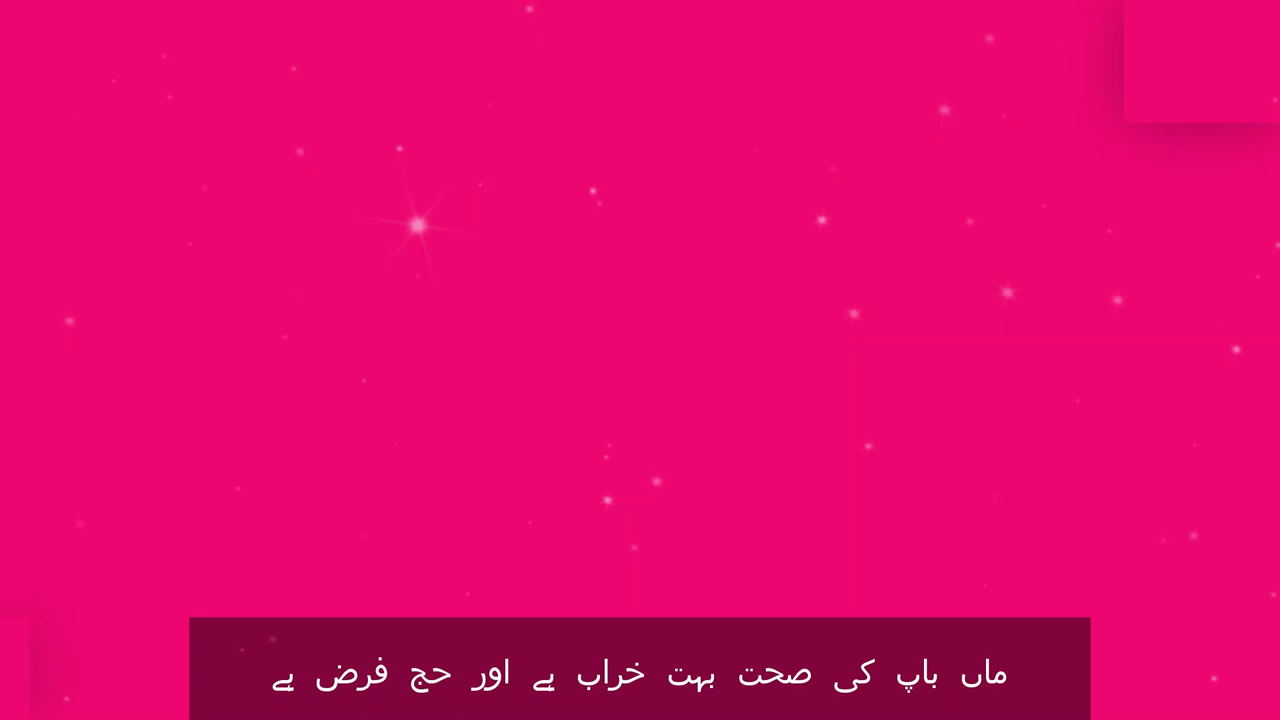 ماں باپ کی صحت بہت خراب ہے اور حج فرض ہے